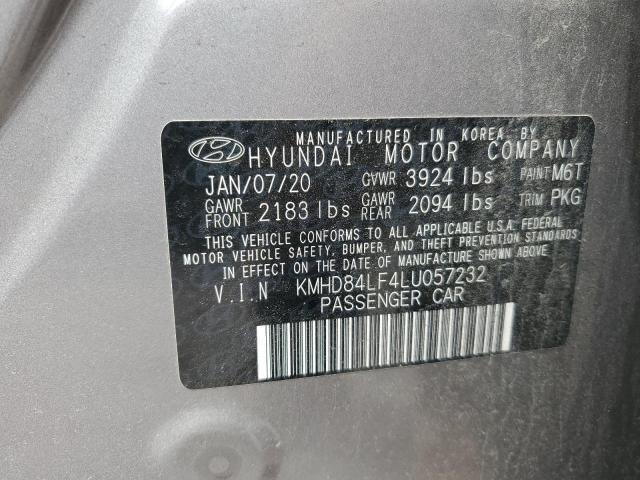 MANUFACTURED IN KOREA BY
HYUNDAI MOTOR COMPANY
JAN/07/20 GVWR 3924 lbs PAINT M6T
GAWR FRONT 2183 lbs GAWR REAR 2094 lbs TRIM PKG
THIS VEHICLE CONFORMS TO ALL APPLICABLE U.S.A. FEDERAL
MOTOR VEHICLE SAFETY, BUMPER, AND THEFT PREVENTION STANDARDS
IN EFFECT ON THE DATE OF MANUFACTURE SHOWN ABOVE.
V.I.N KMHD84LF4LU057232
PASSENGER CAR